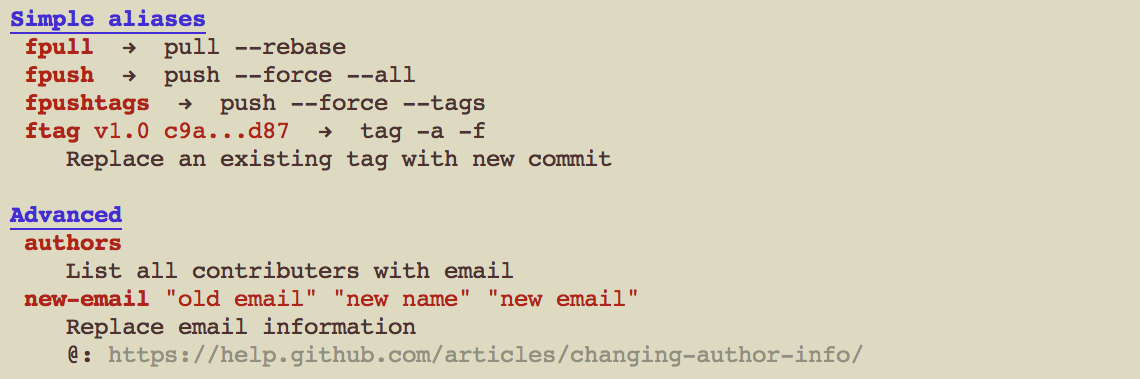 Simple aliases
fpull → pull --rebase
fpush → push --force --all
fpushtags → push --force --tags
ftag v1.0 c9a...d87 → tag -a -f
Replace an existing tag with new commit
Advanced
authors
List all contributers with email
new-email "old email" "new name" "new email"
Replace email information
@: https://help.github.com/articles/changing-author-info/